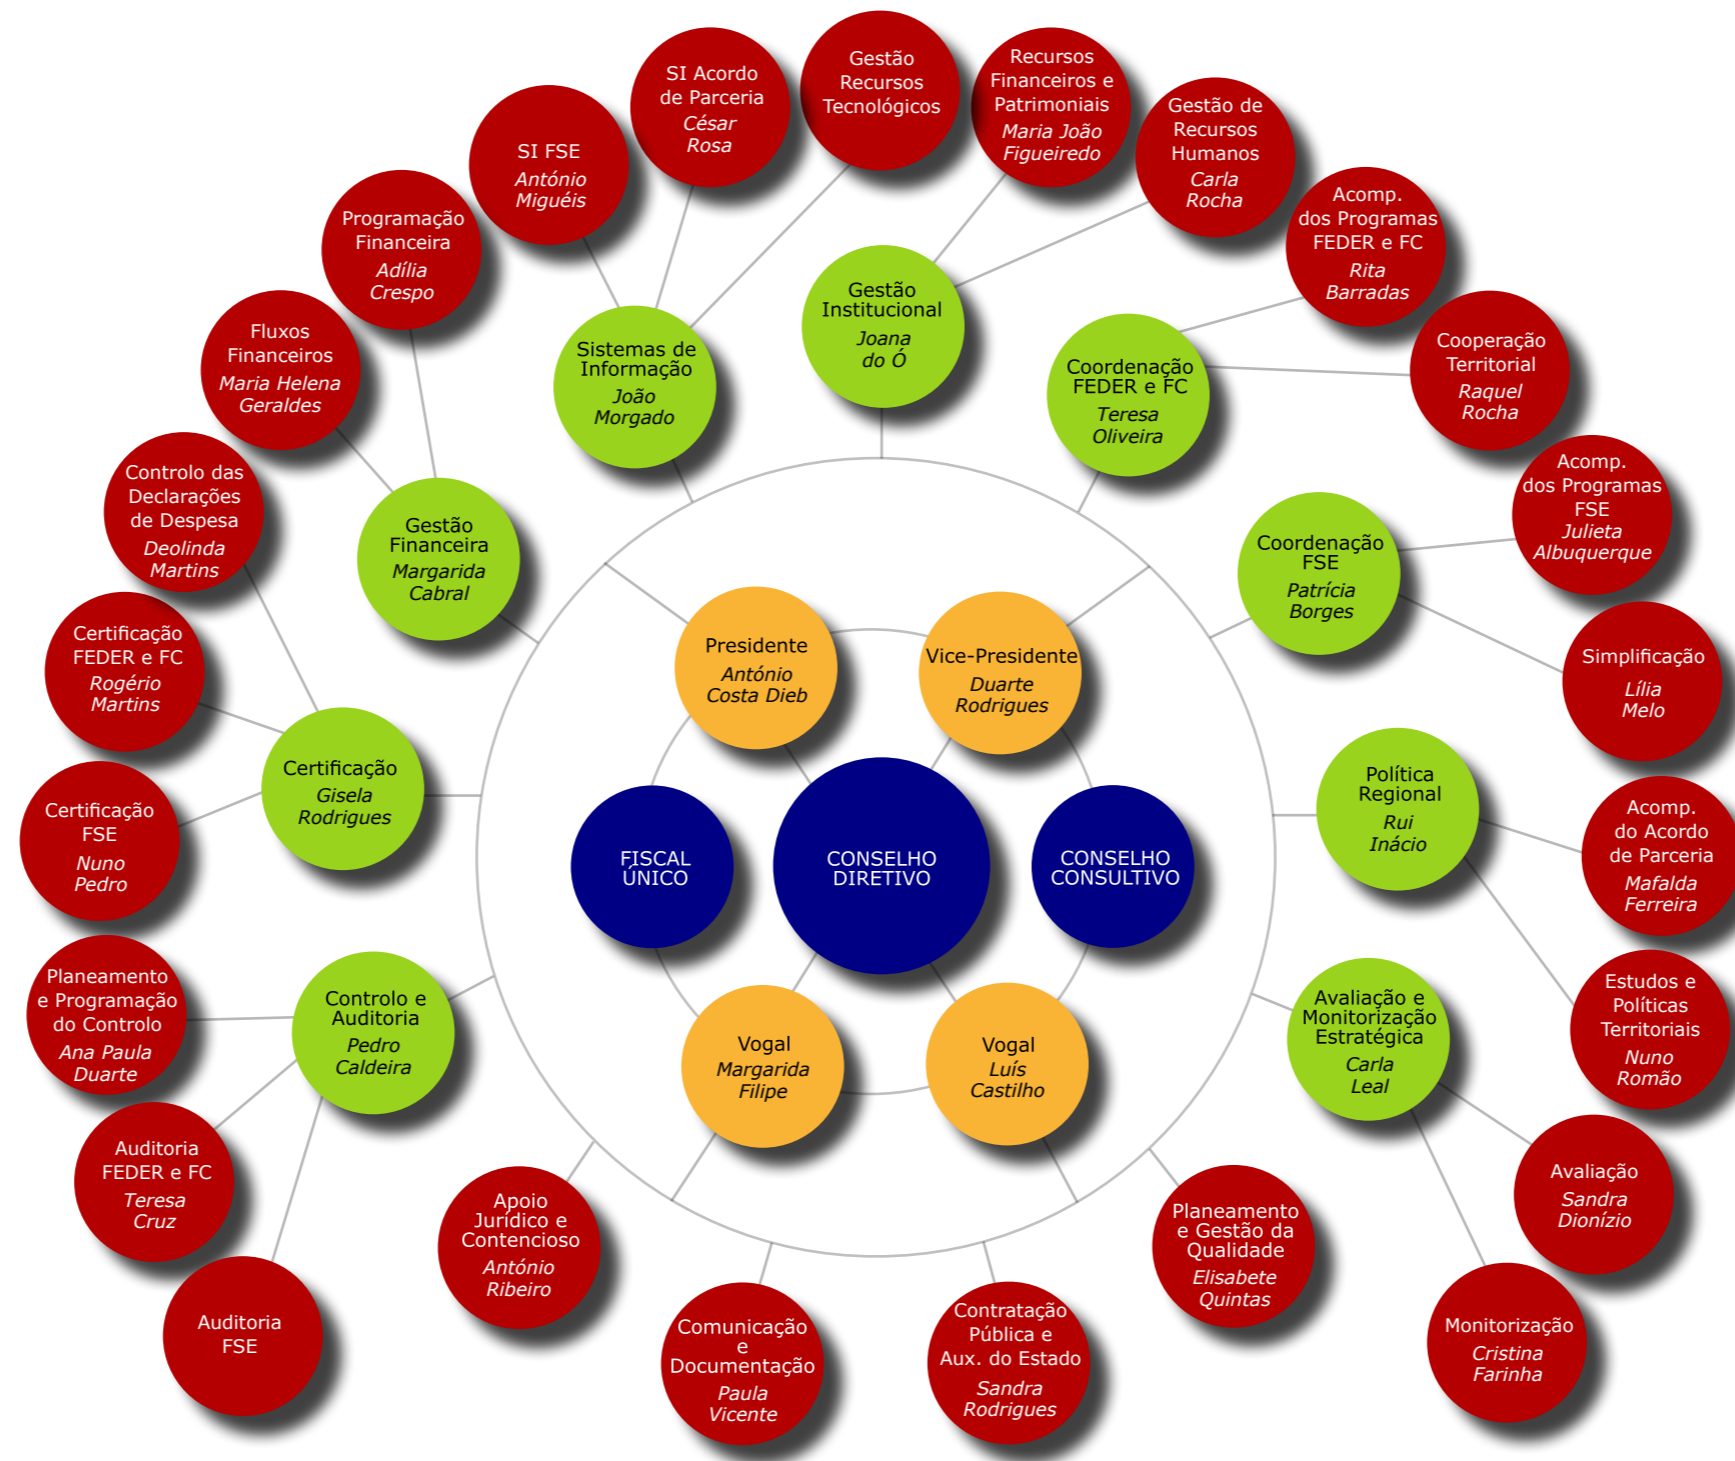 Gestão
Recursos
Tecnológicos
Recursos
Financeiros e
Patrimoniais
Maria João
Figueiredo
SI Acordo
de Parceria
César
Rosa
Gestão de
Recursos
Humanos
Carla
Rocha
SI FSE
António
Miguéis
Acomp.
dos Programas
FEDER e FC
Rita
Barradas
Programação
Financeira
Adília
Crespo
Gestão
Institucional
Joana
do Ó
Fluxos
Financeiros
Maria Helena
Geraldes
Sistemas de
Informação
João
Morgado
Coordenação
FEDER e FC
Teresa
Oliveira
Cooperação
Territorial
Raquel
Rocha
Controlo das
Declarações
de Despesa
Deolinda
Martins
Gestão
Financeira
Margarida
Cabral
Coordenação
FSE
Patrícia
Borges
Acomp.
dos Programas
FSE
Julieta
Albuquerque
Certificação
FEDER e FC
Rogério
Martins
Presidente
António
Costa Dieb
Vice-Presidente
Duarte
Rodrigues
Simplificação
Lília
Melo
Certificação
Gisela
Rodrigues
Política
Regional
Rui
Inácio
Certificação
FSE
Nuno
Pedro
FISCAL
ÚNICO
CONSELHO
DIRETIVO
CONSELHO
CONSULTIVO
Acomp.
do Acordo
de Parceria
Mafalda
Ferreira
Planeamento
e Programação
do Controlo
Ana Paula
Duarte
Controlo e
Auditoria
Pedro
Caldeira
Vogal
Margarida
Filipe
Vogal
Luís
Castilho
Avaliação e
Monitorização
Estratégica
Carla
Leal
Estudos e
Políticas
Territoriais
Nuno
Romão
Auditoria
FEDER e FC
Teresa
Cruz
Apoio
Jurídico e
Contencioso
António
Ribeiro
Planeamento
e Gestão da
Qualidade
Elisabete
Quintas
Avaliação
Sandra
Dionízio
Auditoria
FSE
Comunicação
e
Documentação
Paula
Vicente
Contratação
Pública e
Aux. do Estado
Sandra
Rodrigues
Monitorização
Cristina
Farinha